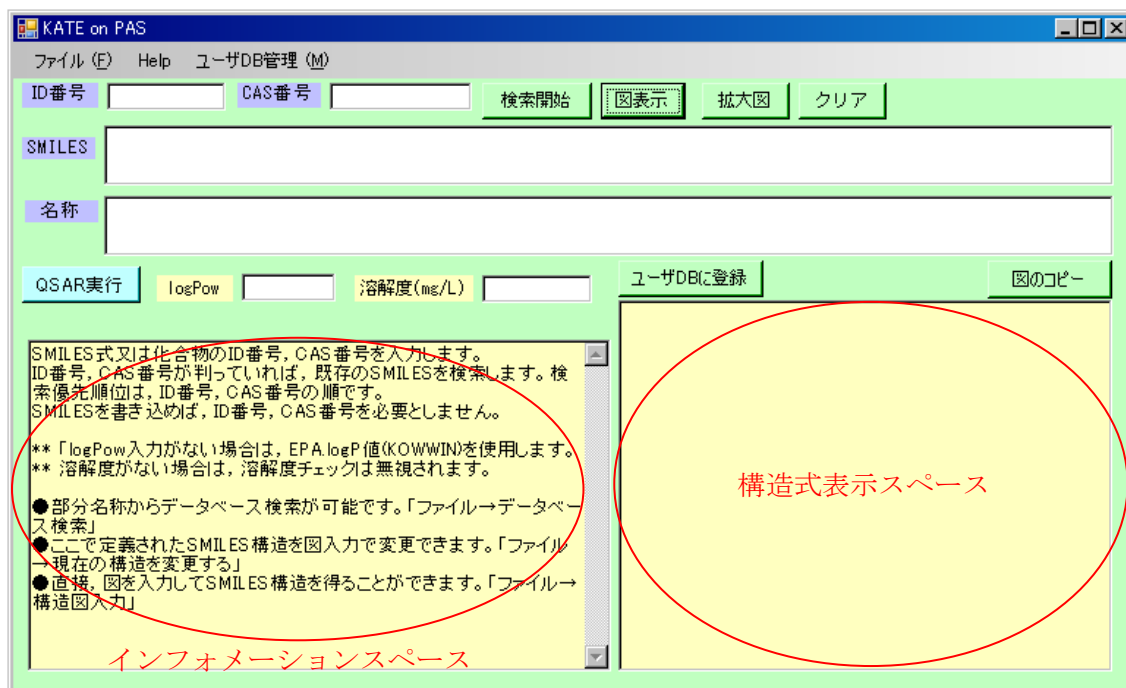 KATE on PAS
ファイル (F) Help ユーザDB管理 (M)
ID番号 CAS番号 検索開始 図表示 拡大図 クリア
SMILES
名称
QSAR実行 logPow 溶解度(mg/L) ユーザDBに登録 図のコピー
SMILES式又は化合物のID番号, CAS番号を入力します。
ID番号, CAS番号が判っていれば, 既存のSMILESを検索します。検
索優先順位は, ID番号, CAS番号の順です。
SMILESを書き込めば, ID番号, CAS番号を必要としません。
** 「logPow入力がない場合は, EPA.logP値(KOWWIN)を使用します。
** 溶解度がない場合は, 溶解度チェックは無視されます。
●部分名称からデータベース検索が可能です。「ファイル→データベー
ス検索」
●ここで定義されたSMILES構造を図入力で変更できます。「ファイル
→現在の構造を変更する」
●直接, 図を入力してSMILES構造を得ることができます。「ファイル→
構造図入力」
インフォメーションスペース
構造式表示スペース